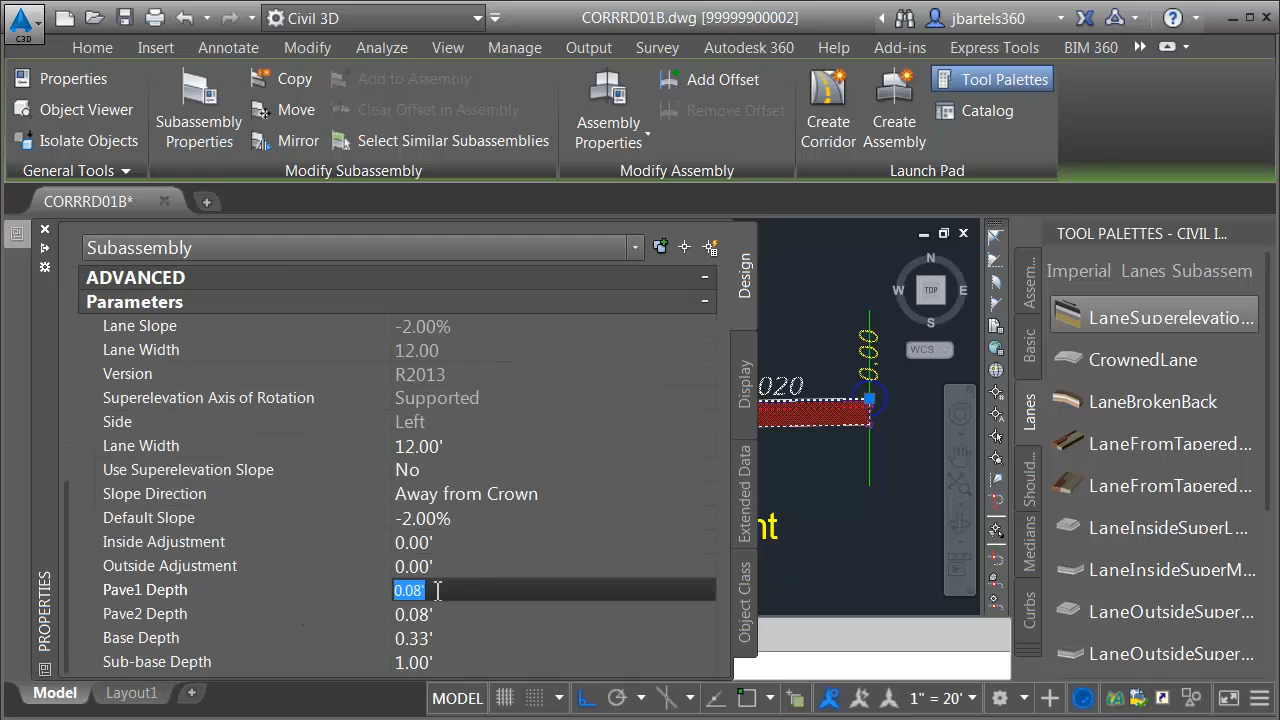 Civil 3D
CORRRD01B.dwg [99999900002]
jbartels360
C3D
Home
Insert
Annotate
Modify
Analyze
View
Manage
Output
Survey
Autodesk 360
Help
Add-ins
Express Tools
BIM 360
Properties
Object Viewer
Isolate Objects
General Tools
Subassembly
Properties
Copy
Move
Mirror
Add to Assembly
Clear Offset in Assembly
Select Similar Subassemblies
Modify Subassembly
Assembly
Properties
Add Offset
Remove Offset
Modify Assembly
Create
Corridor
Create
Assembly
Tool Palettes
Catalog
Launch Pad
CORRRD01B*
Subassembly
ADVANCED
Parameters
Lane Slope -2.00%
Lane Width 12.00
Version R2013
Superelevation Axis of Rotation Supported
Side Left
Lane Width 12.00'
Use Superelevation Slope No
Slope Direction Away from Crown
Default Slope -2.00%
Inside Adjustment 0.00'
Outside Adjustment 0.00'
Pave1 Depth 0.08'
Pave2 Depth 0.08'
Base Depth 0.33'
Sub-base Depth 1.00'
PROPERTIES
Design
Display
Extended Data
Object Class
0.00
020
nt
N
W
TOP
E
S
WCS
TOOL PALETTES - CIVIL I...
Imperial Lanes Subassem
Assem...
Basic
Lanes
Should...
Medians
Curbs
LaneSuperelevatio...
CrownedLane
LaneBrokenBack
LaneFromTapered...
LaneFromTapered...
LaneInsideSuperL...
LaneInsideSuperM...
LaneOutsideSuper...
LaneOutsideSuper...
Model
Layout1
MODEL
1" = 20'